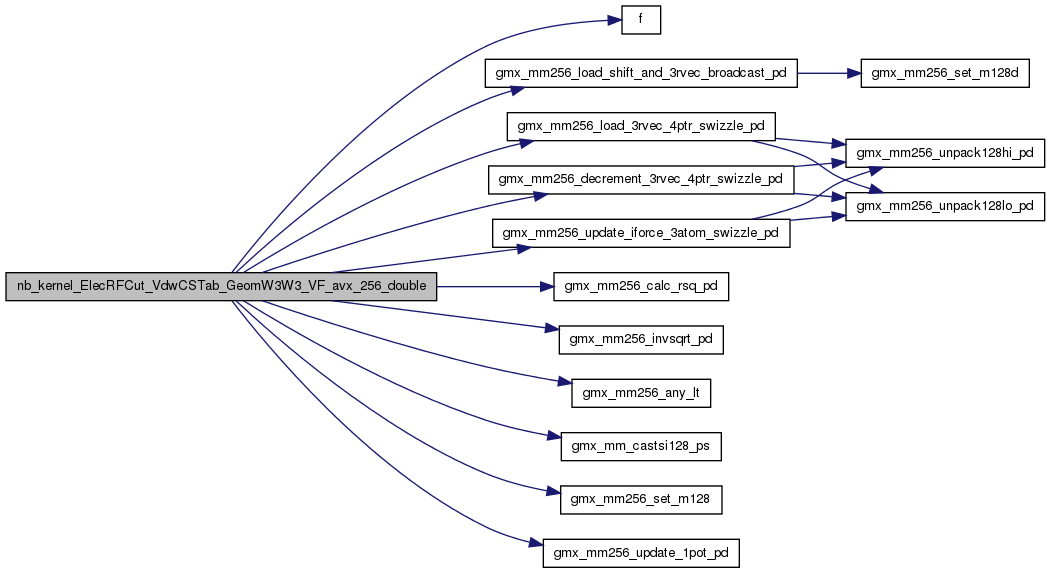 f
gmx_mm256_load_shift_and_3rvec_broadcast_pd
gmx_mm256_set_m128d
gmx_mm256_load_3rvec_4ptr_swizzle_pd
gmx_mm256_unpack128hi_pd
gmx_mm256_decrement_3rvec_4ptr_swizzle_pd
gmx_mm256_unpack128lo_pd
gmx_mm256_update_iforce_3atom_swizzle_pd
nb_kernel_ElecRFCut_VdwCSTab_GeomW3W3_VF_avx_256_double
gmx_mm256_calc_rsq_pd
gmx_mm256_invsqrt_pd
gmx_mm256_any_lt
gmx_mm_castsi128_ps
gmx_mm256_set_m128
gmx_mm256_update_1pot_pd